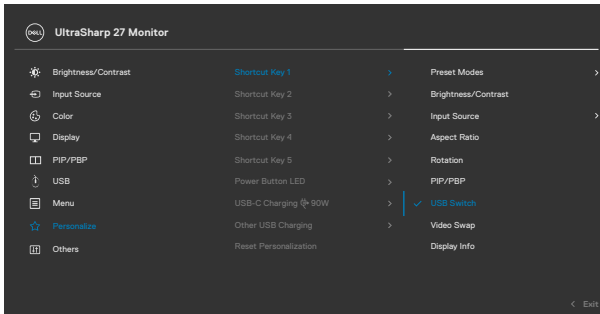 DELL
UltraSharp 27 Monitor
Brightness/Contrast
Input Source
Color
Display
PIP/PBP
USB
Menu
Personalize
Others
Shortcut Key 1
Shortcut Key 2
Shortcut Key 3
Shortcut Key 4
Shortcut Key 5
Power Button LED
USB-C Charging 90W
Other USB Charging
Reset Personalization
Preset Modes
Brightness/Contrast
Input Source
Aspect Ratio
Rotation
PIP/PBP
USB Switch
Video Swap
Display Info
Exit